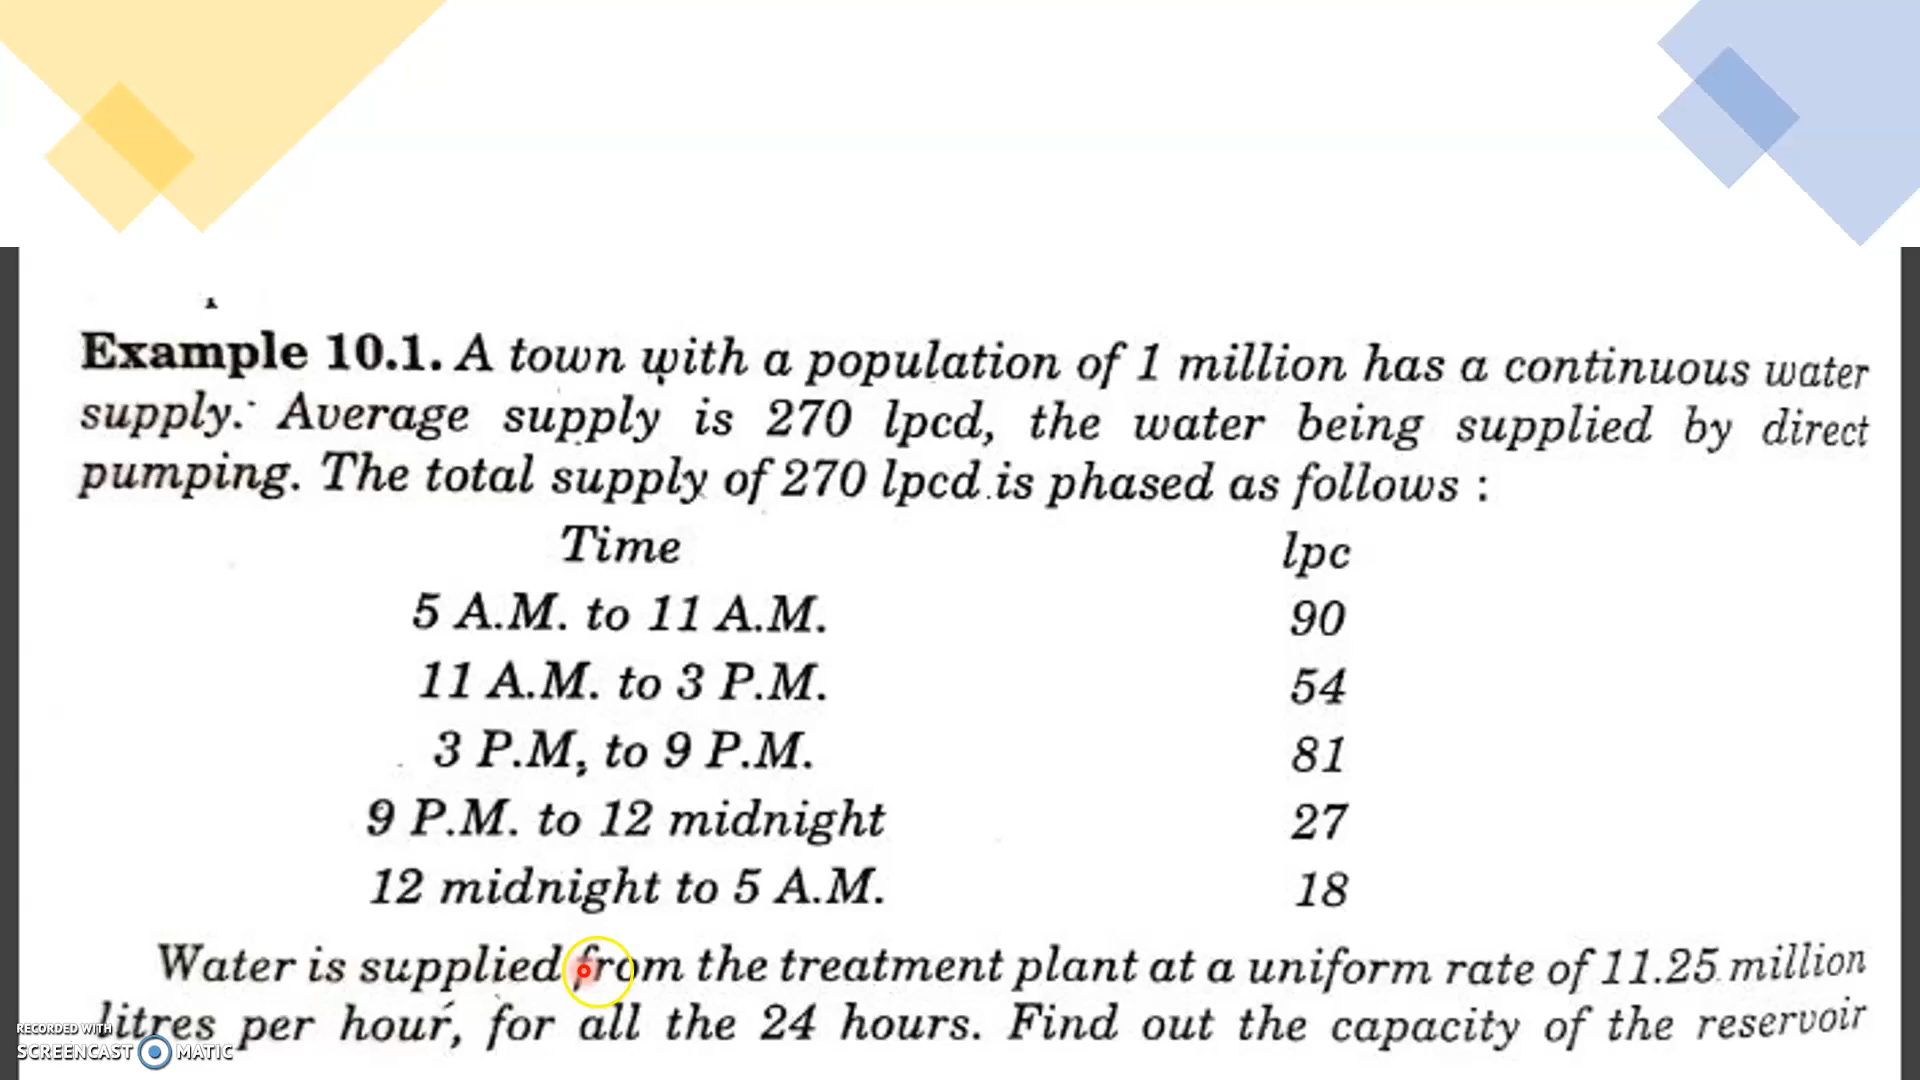 Example 10.1. A town with a population of 1 million has a continuous water
supply. Average supply is 270 lpcd, the water being supplied by direct
pumping. The total supply of 270 lpcd is phased as follows :
Time lpc
5 A.M. to 11 A.M. 90
11 A.M. to 3 P.M. 54
3 P.M, to 9 P.M. 81
9 P.M. to 12 midnight 27
12 midnight to 5 A.M. 18
Water is supplied from the treatment plant at a uniform rate of 11.25 million
litres per hour, for all the 24 hours. Find out the capacity of the reservoir
RECORDED WITH
SCREENCAST MATIC